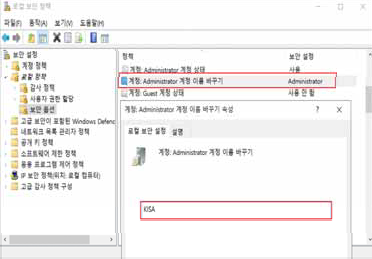 로컬 보안 정책
파일(F) 동작(A) 보기(V) 도움말(H)
보안 설정
계정 정책
로컬 정책
감사 정책
사용자 권한 할당
보안 옵션
고급 보안이 포함된 Windows Defend
네트워크 목록 관리자 정책
공개 키 정책
소프트웨어 제한 정책
응용 프로그램 제어 정책
IP 보안 정책(위치: 로컬 컴퓨터)
고급 감사 정책 구성
정책 보안 설정
계정: Administrator 계정 상태 사용
계정: Administrator 계정 이름 바꾸기 Administrator
계정: Guest 계정 상태 사용 안 함
계정: Administrator 계정 이름 바꾸기 속성 ? ×
로컬 보안 설정 설명
계정: Administrator 계정 이름 바꾸기
KISA